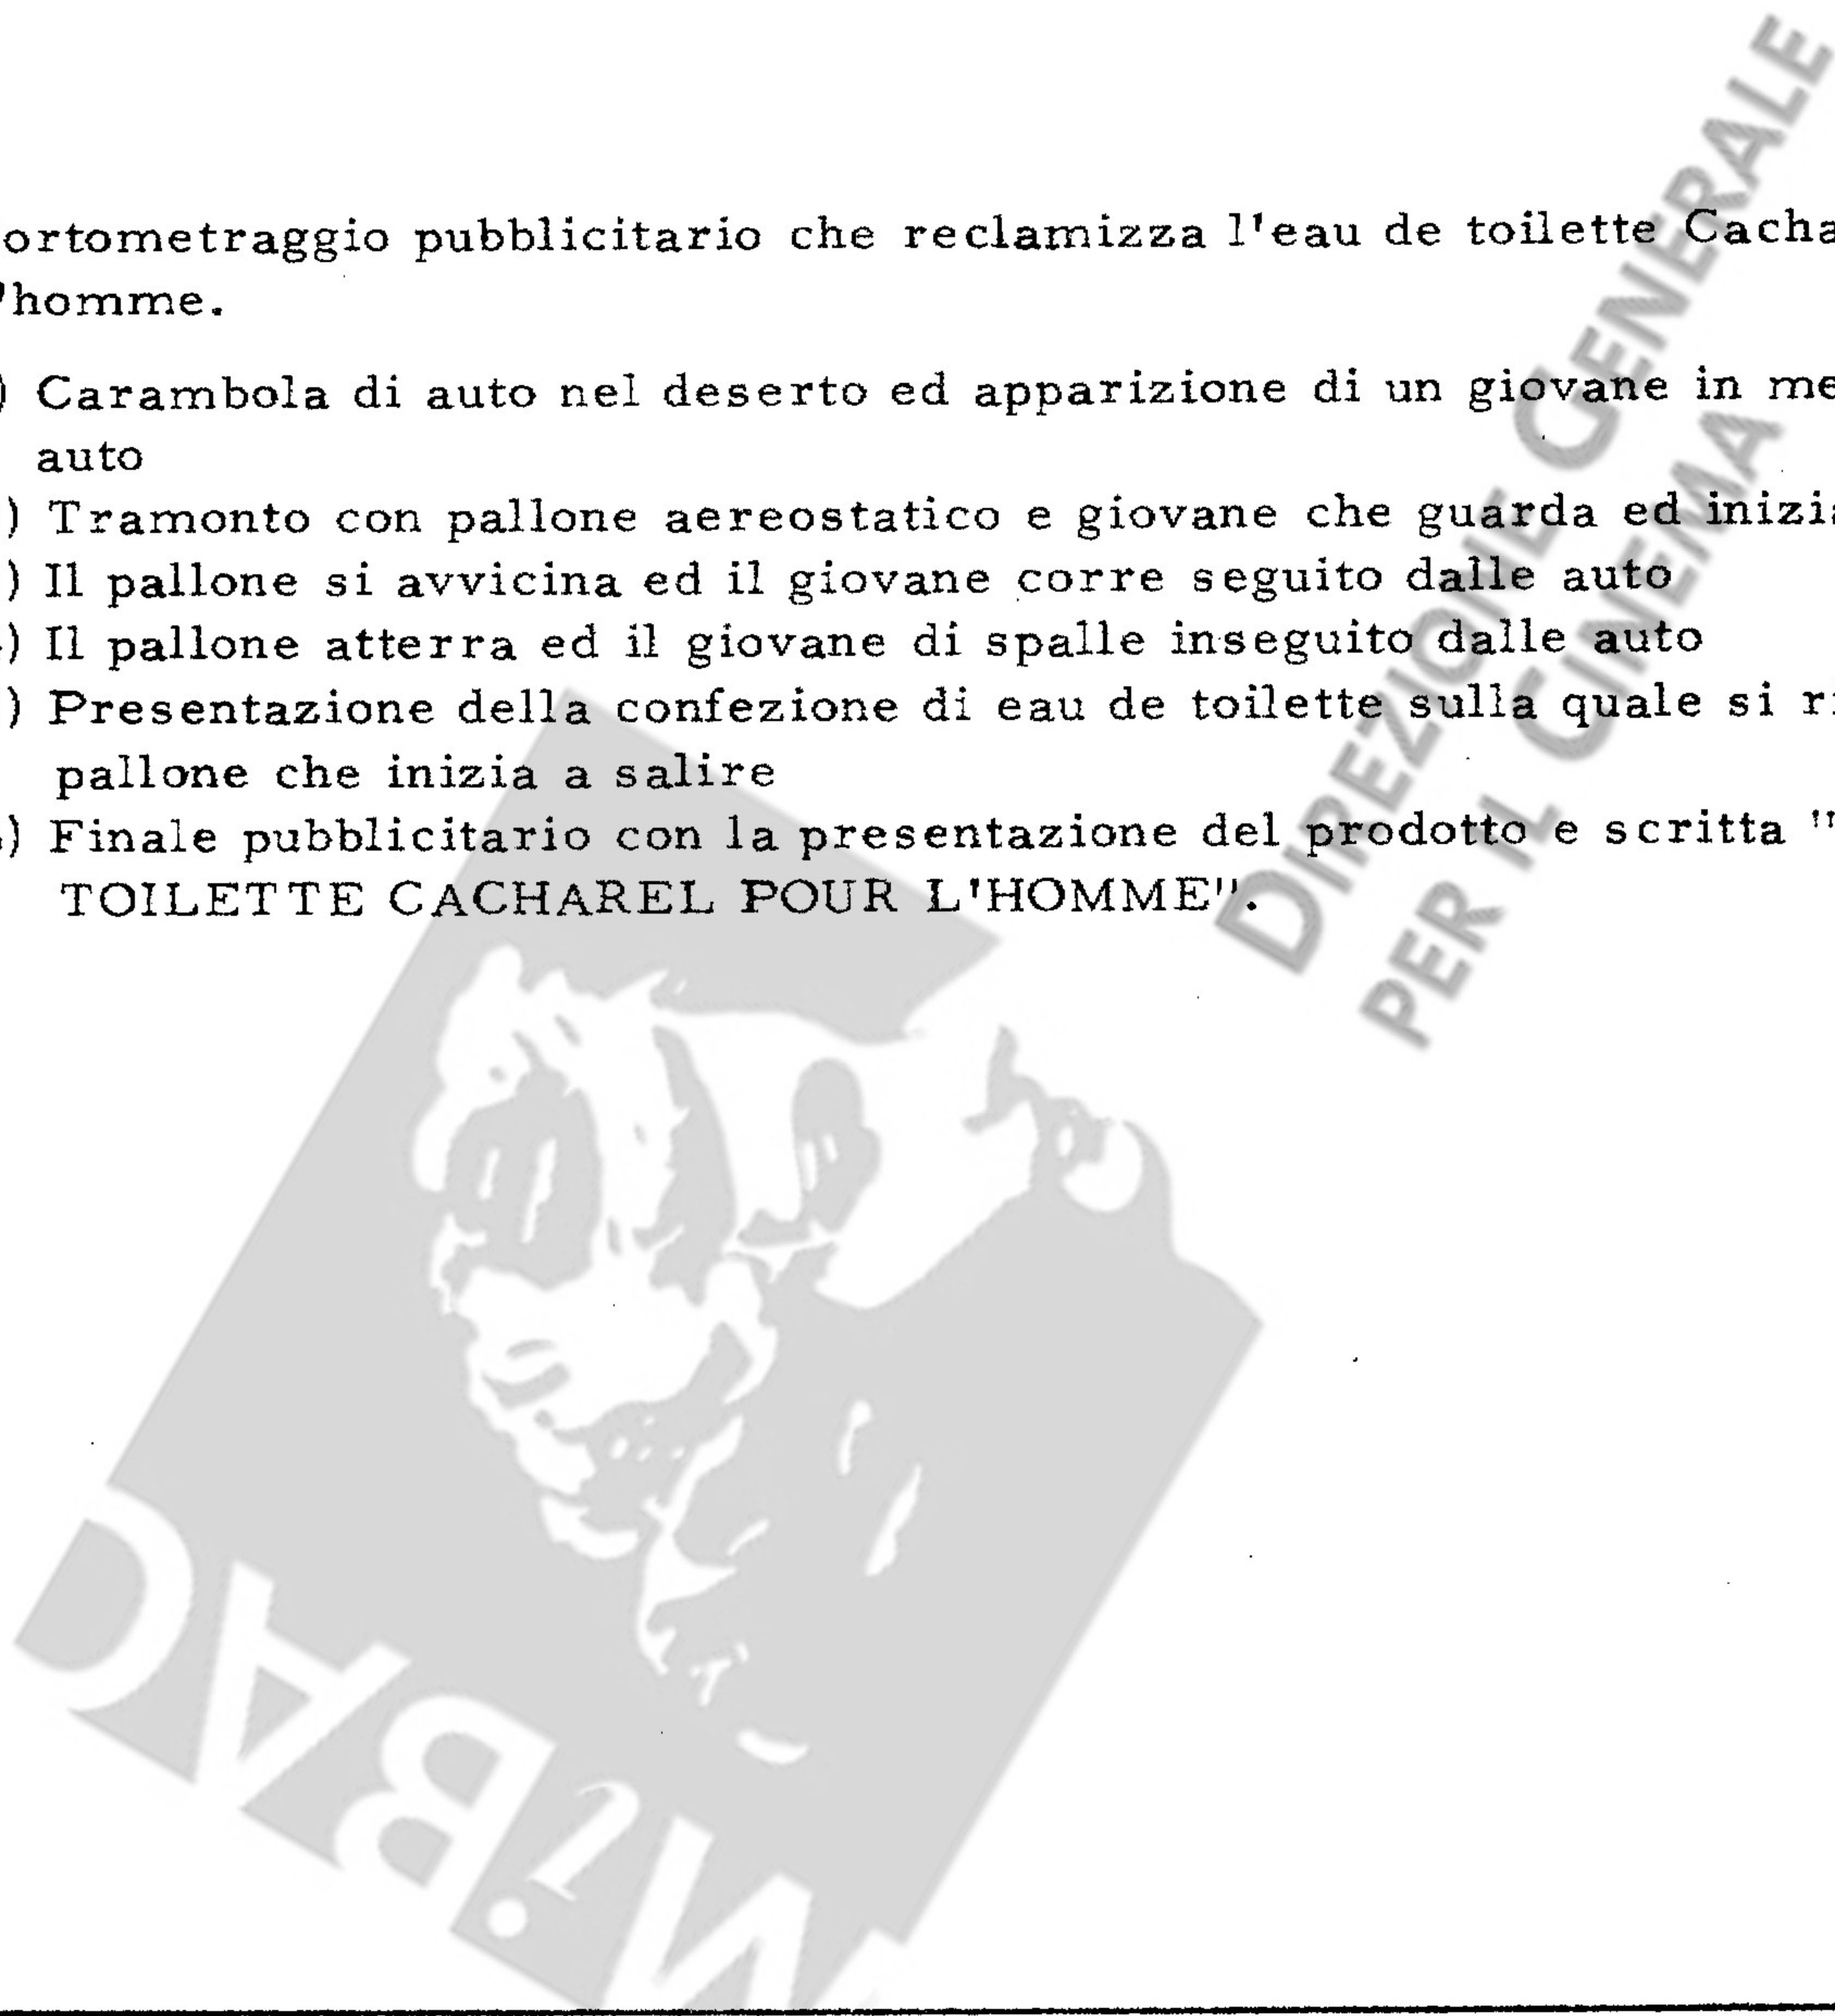 ortometraggio pubblicitario che reclamizza l'eau de toilette Cacha
'homme.
) Carambola di auto nel deserto ed apparizione di un giovane in me
auto
) Tramonto con pallone aereostatico e giovane che guarda ed inizia
) Il pallone si avvicina ed il giovane corre seguito dalle auto
) Il pallone atterra ed il giovane di spalle inseguito dalle auto
) Presentazione della confezione di eau de toilette sulla quale si ri
pallone che inizia a salire
) Finale pubblicitario con la presentazione del prodotto e scritta "
TOILETTE CACHAREL POUR L'HOMME".
DIREZIONE GENERALE
PER IL CINEMA
MiBAC